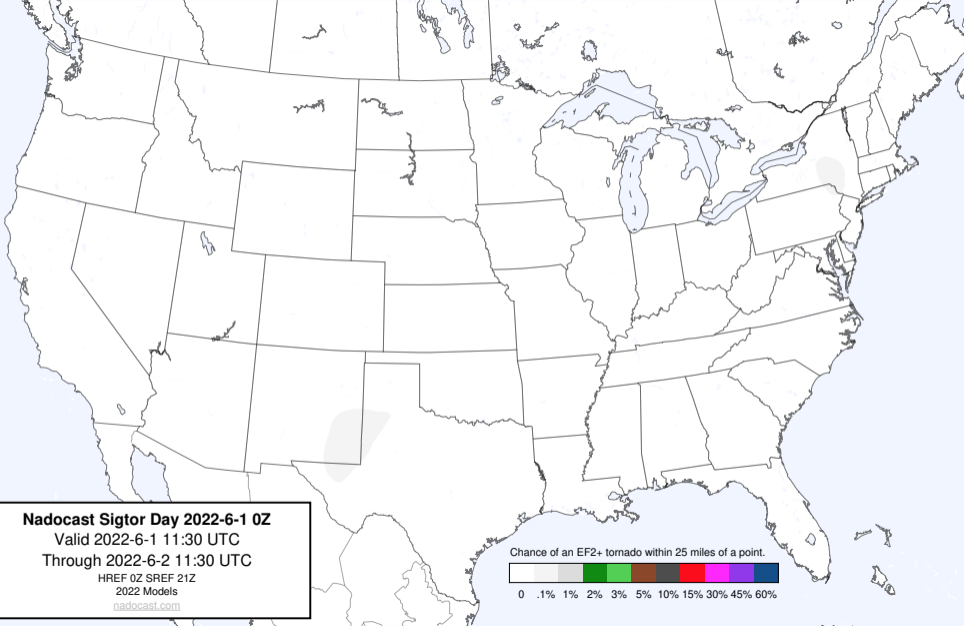 Nadocast Sigtor Day 2022-6-1 0Z
Valid 2022-6-1 11:30 UTC
Through 2022-6-2 11:30 UTC
HREF 0Z SREF 21Z
2022 Models
nadocast.com
Chance of an EF2+ tornado within 25 miles of a point.
0 .1% 1% 2% 3% 5% 10% 15% 30% 45% 60%